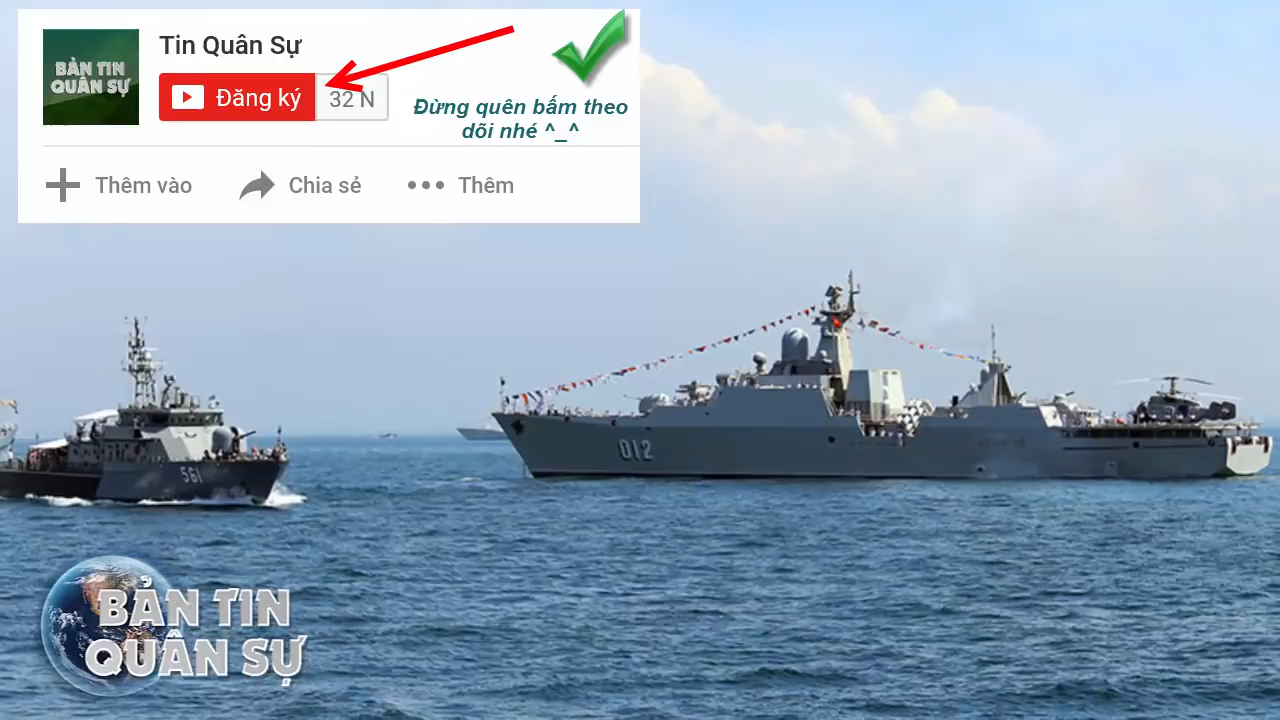 BẢN TIN
QUÂN SỰ
Tin Quân Sự
Đăng ký
32 N
Đừng quên bấm theo
dõi nhé ^_^
Thêm vào
Chia sẻ
Thêm
012
561
BẢN TIN
QUÂN SỰ